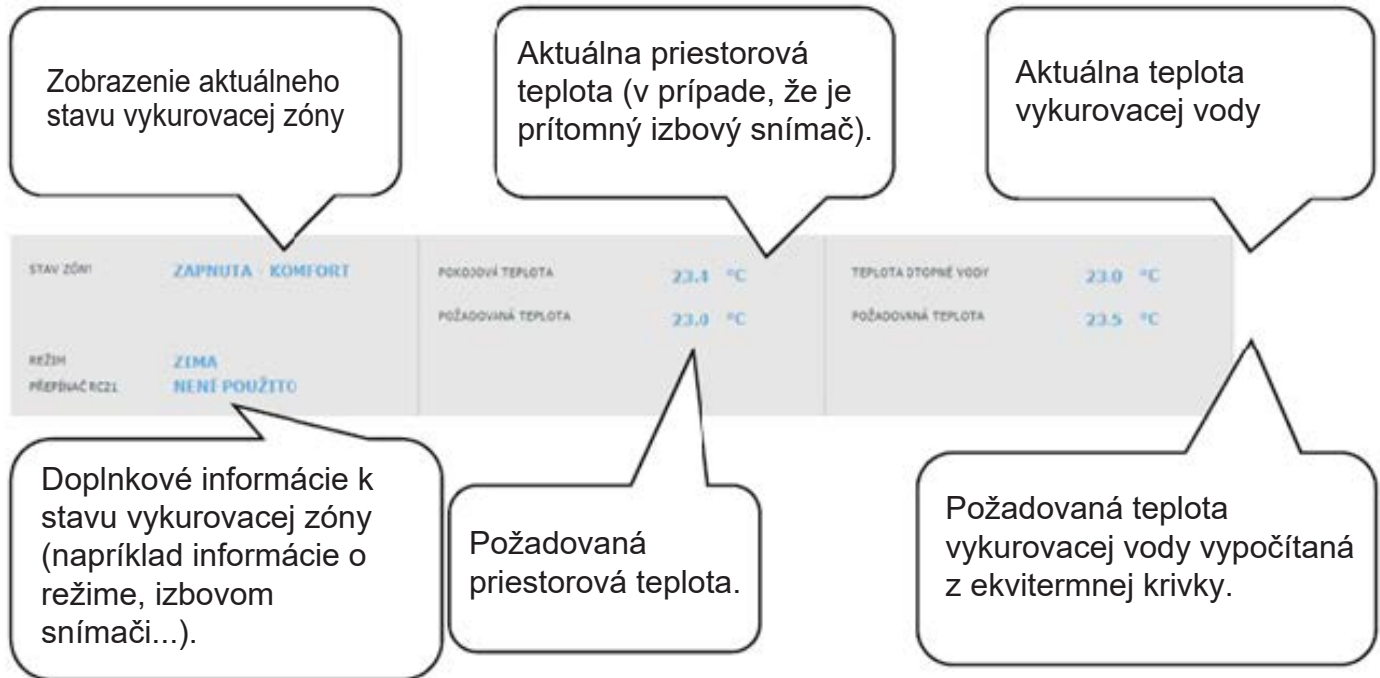 Zobrazenie aktuálneho
stavu vykurovacej zóny
Aktuálna priestorová
teplota (v prípade, že je
prítomný izbový snímač).
Aktuálna teplota
vykurovacej vody
STAV ZÓNY
ZAPNUTA - KOMFORT
POKOJOVÁ TEPLOTA
°C
TEPLOTA OTOPNÉ VODY
23.0 °C
POŽADOVANÁ TEPLOTA
23.0 °C
POŽADOVANÁ TEPLOTA
23.5 °C
REŽIM
ZIMA
PŘEPÍNAČ RC21
NENÍ POUŽITO
Doplnkové informácie k
stavu vykurovacej zóny
(napríklad informácie o
režime, izbovom
snímači...).
Požadovaná
priestorová teplota.
Požadovaná teplota
vykurovacej vody vypočítaná
z ekvitermnej krivky.